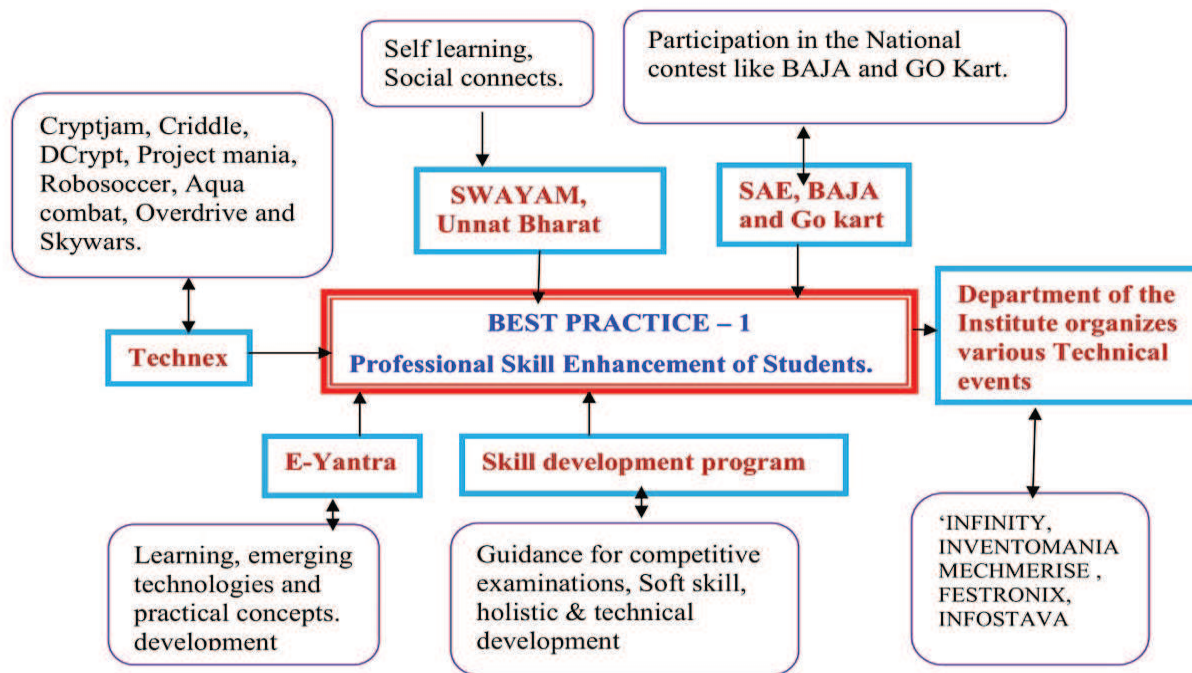 Self learning,
Social connects.
Participation in the National
contest like BAJA and GO Kart.
Cryptjam, Criddle,
DCrypt, Project mania,
Robosoccer, Aqua
combat, Overdrive and
Skywars.
SWAYAM,
Unnat Bharat
SAE, BAJA
and Go kart
Technex
BEST PRACTICE – 1
Professional Skill Enhancement of Students.
Department of the
Institute organizes
various Technical
events
E-Yantra
Skill development program
Learning, emerging
technologies and
practical concepts.
development
Guidance for competitive
examinations, Soft skill,
holistic & technical
development
‘INFINITY,
INVENTOMANIA
MECHMERISE ,
FESTRONIX,
INFOSTAVA